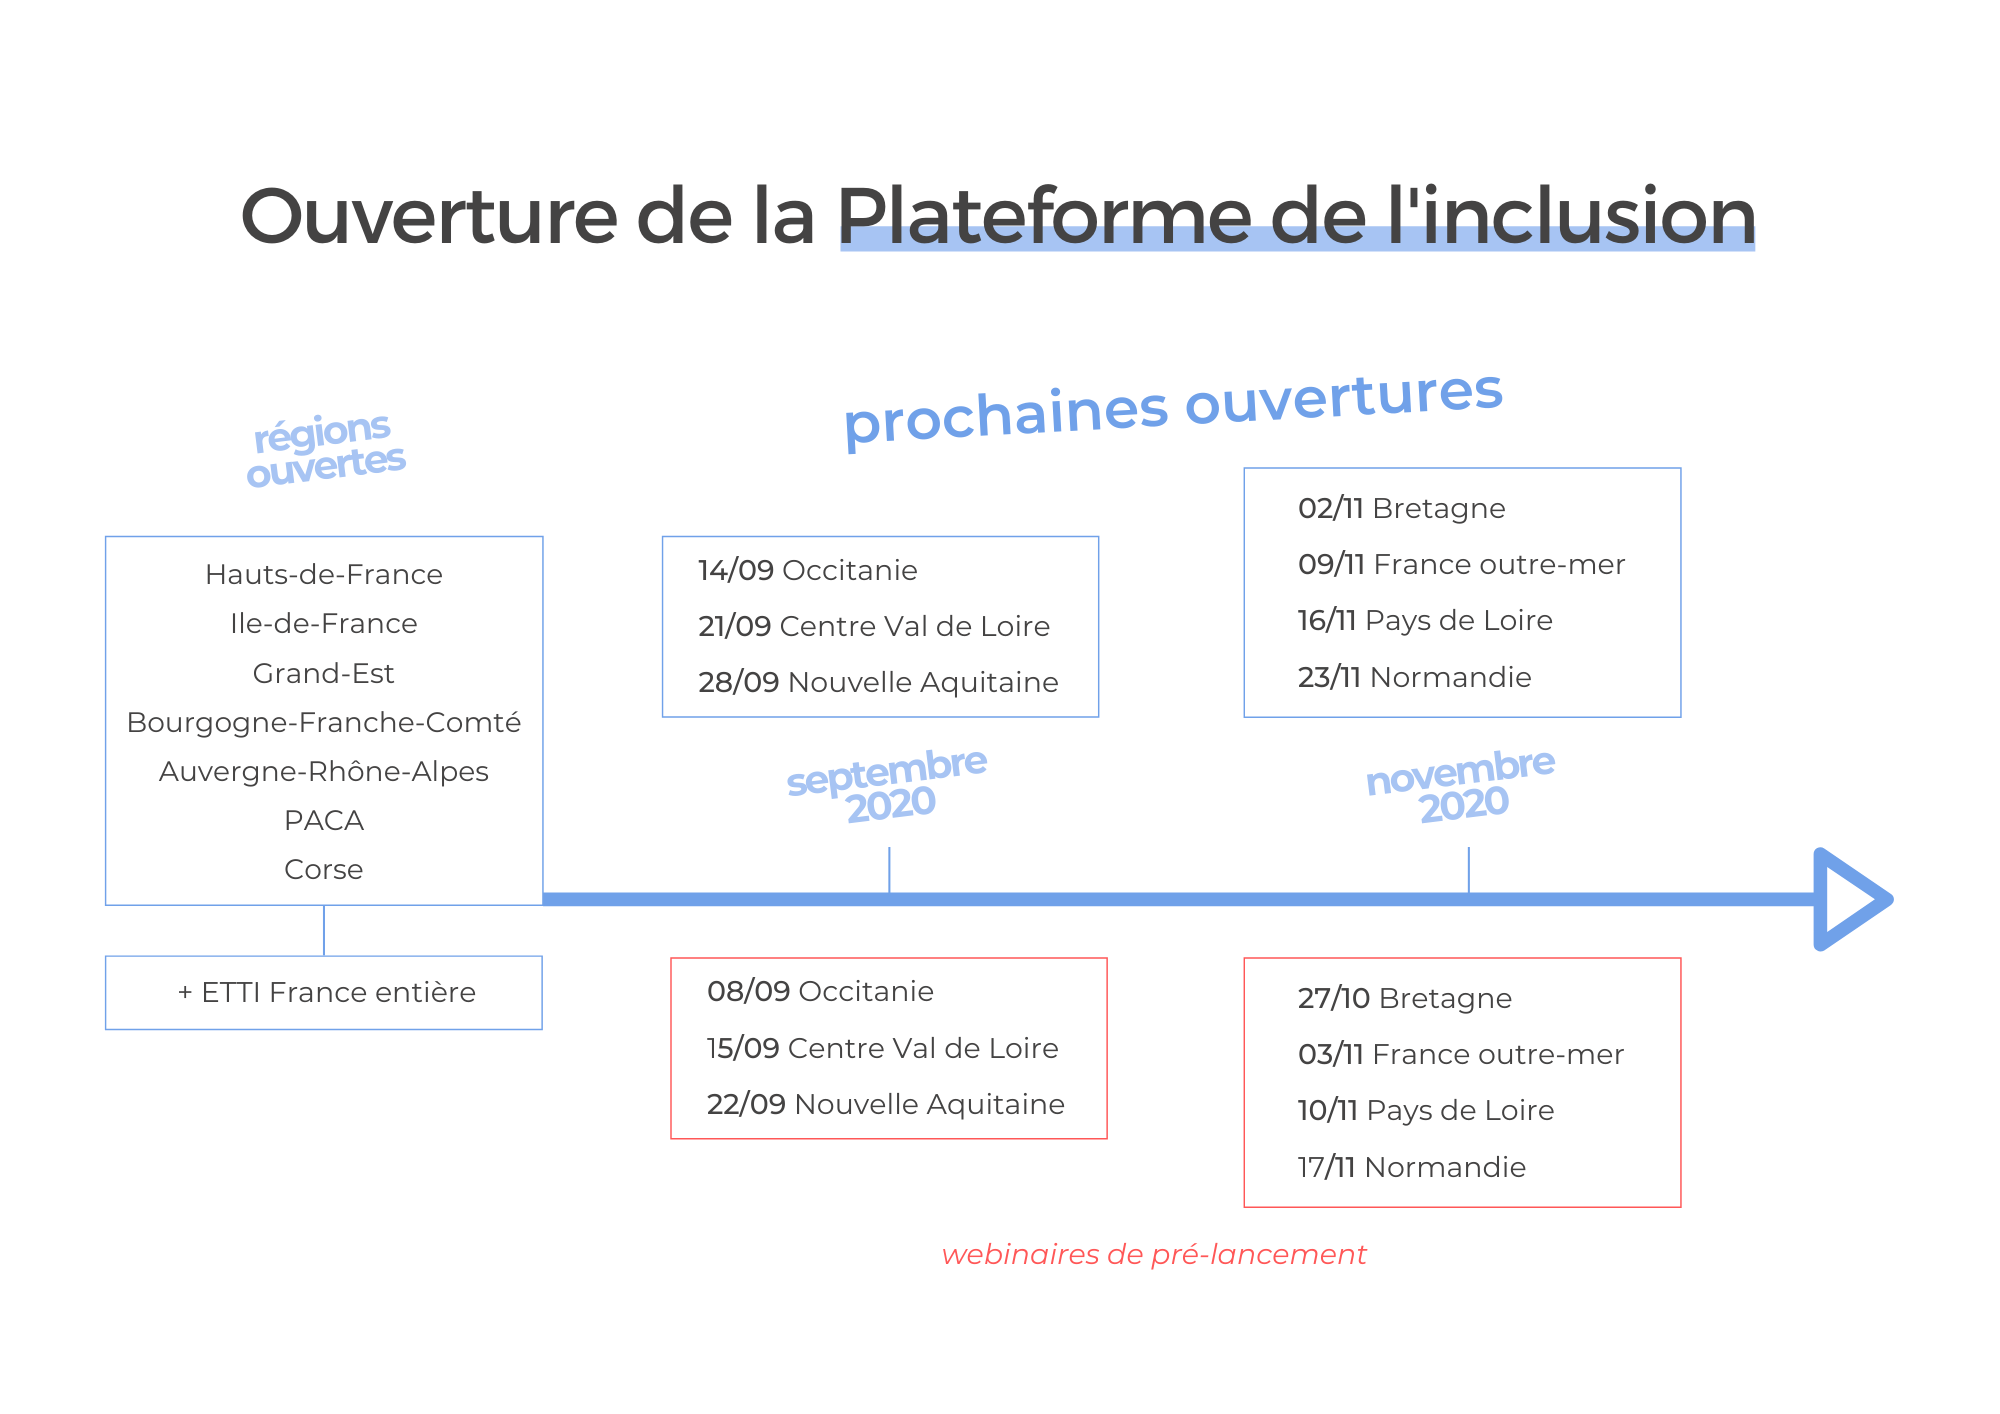 Ouverture de la Plateforme de l'inclusion
régions
ouvertes
Hauts-de-France
Ile-de-France
Grand-Est
Bourgogne-Franche-Comté
Auvergne-Rhône-Alpes
PACA
Corse
+ ETTI France entière
prochaines ouvertures
14/09 Occitanie
21/09 Centre Val de Loire
28/09 Nouvelle Aquitaine
septembre
2020
02/11 Bretagne
09/11 France outre-mer
16/11 Pays de Loire
23/11 Normandie
novembre
2020
08/09 Occitanie
15/09 Centre Val de Loire
22/09 Nouvelle Aquitaine
27/10 Bretagne
03/11 France outre-mer
10/11 Pays de Loire
17/11 Normandie
webinaires de pré-lancement